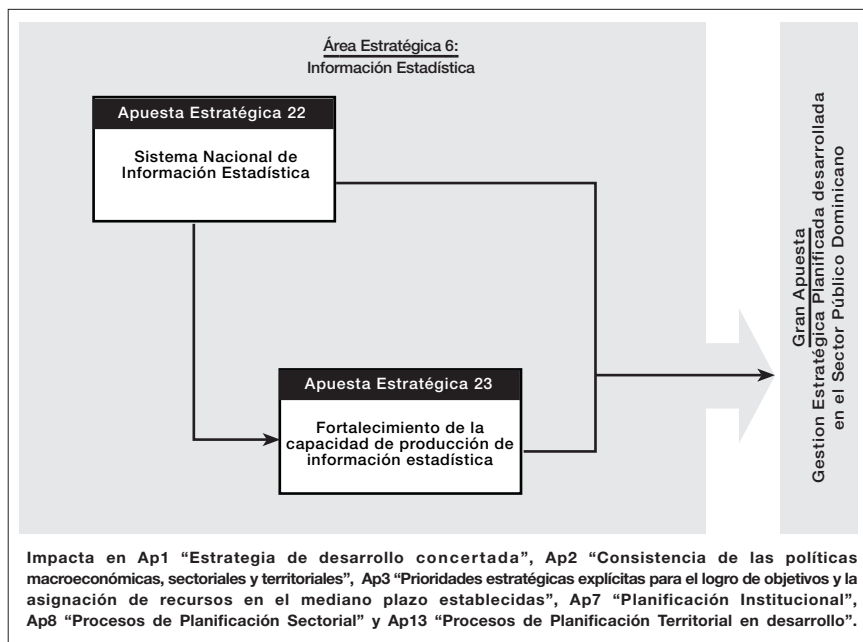 Área Estratégica 6:
Información Estadística
Apuesta Estratégica 22
Sistema Nacional de
Información Estadística
Apuesta Estratégica 23
Fortalecimiento de la
capacidad de producción de
información estadística
Gran Apuesta
Gestion Estratégica Planificada desarrollada
en el Sector Público Dominicano
Impacta en Ap1 “Estrategia de desarrollo concertada”, Ap2 “Consistencia de las políticas
macroeconómicas, sectoriales y territoriales”, Ap3 “Prioridades estratégicas explícitas para el logro de objetivos y la
asignación de recursos en el mediano plazo establecidas”, Ap7 “Planificación Institucional”,
Ap8 “Procesos de Planificación Sectorial” y Ap13 “Procesos de Planificación Territorial en desarrollo”.